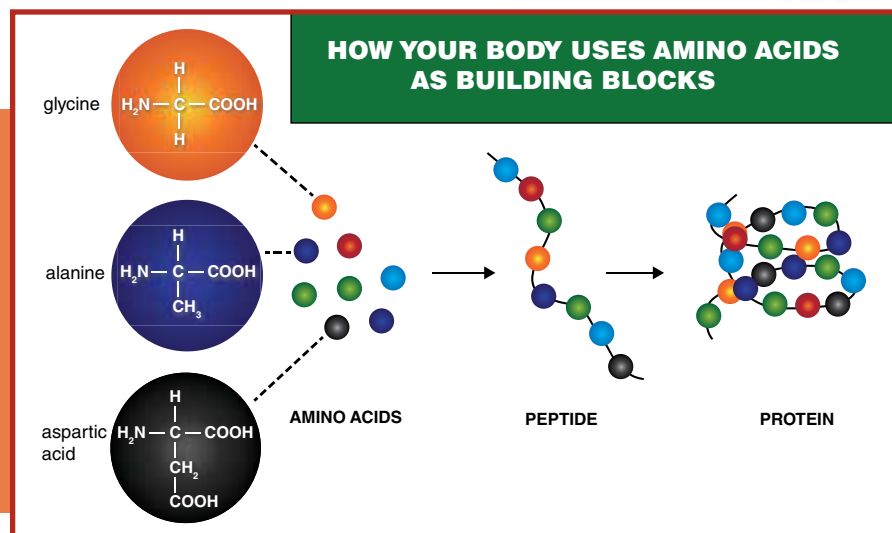 HOW YOUR BODY USES AMINO ACIDS
AS BUILDING BLOCKS
glycine
H
H₂N—C—COOH
H
alanine
H
H₂N—C—COOH
CH₃
aspartic
acid
H
H₂N—C—COOH
CH₂
COOH
AMINO ACIDS
PEPTIDE
PROTEIN